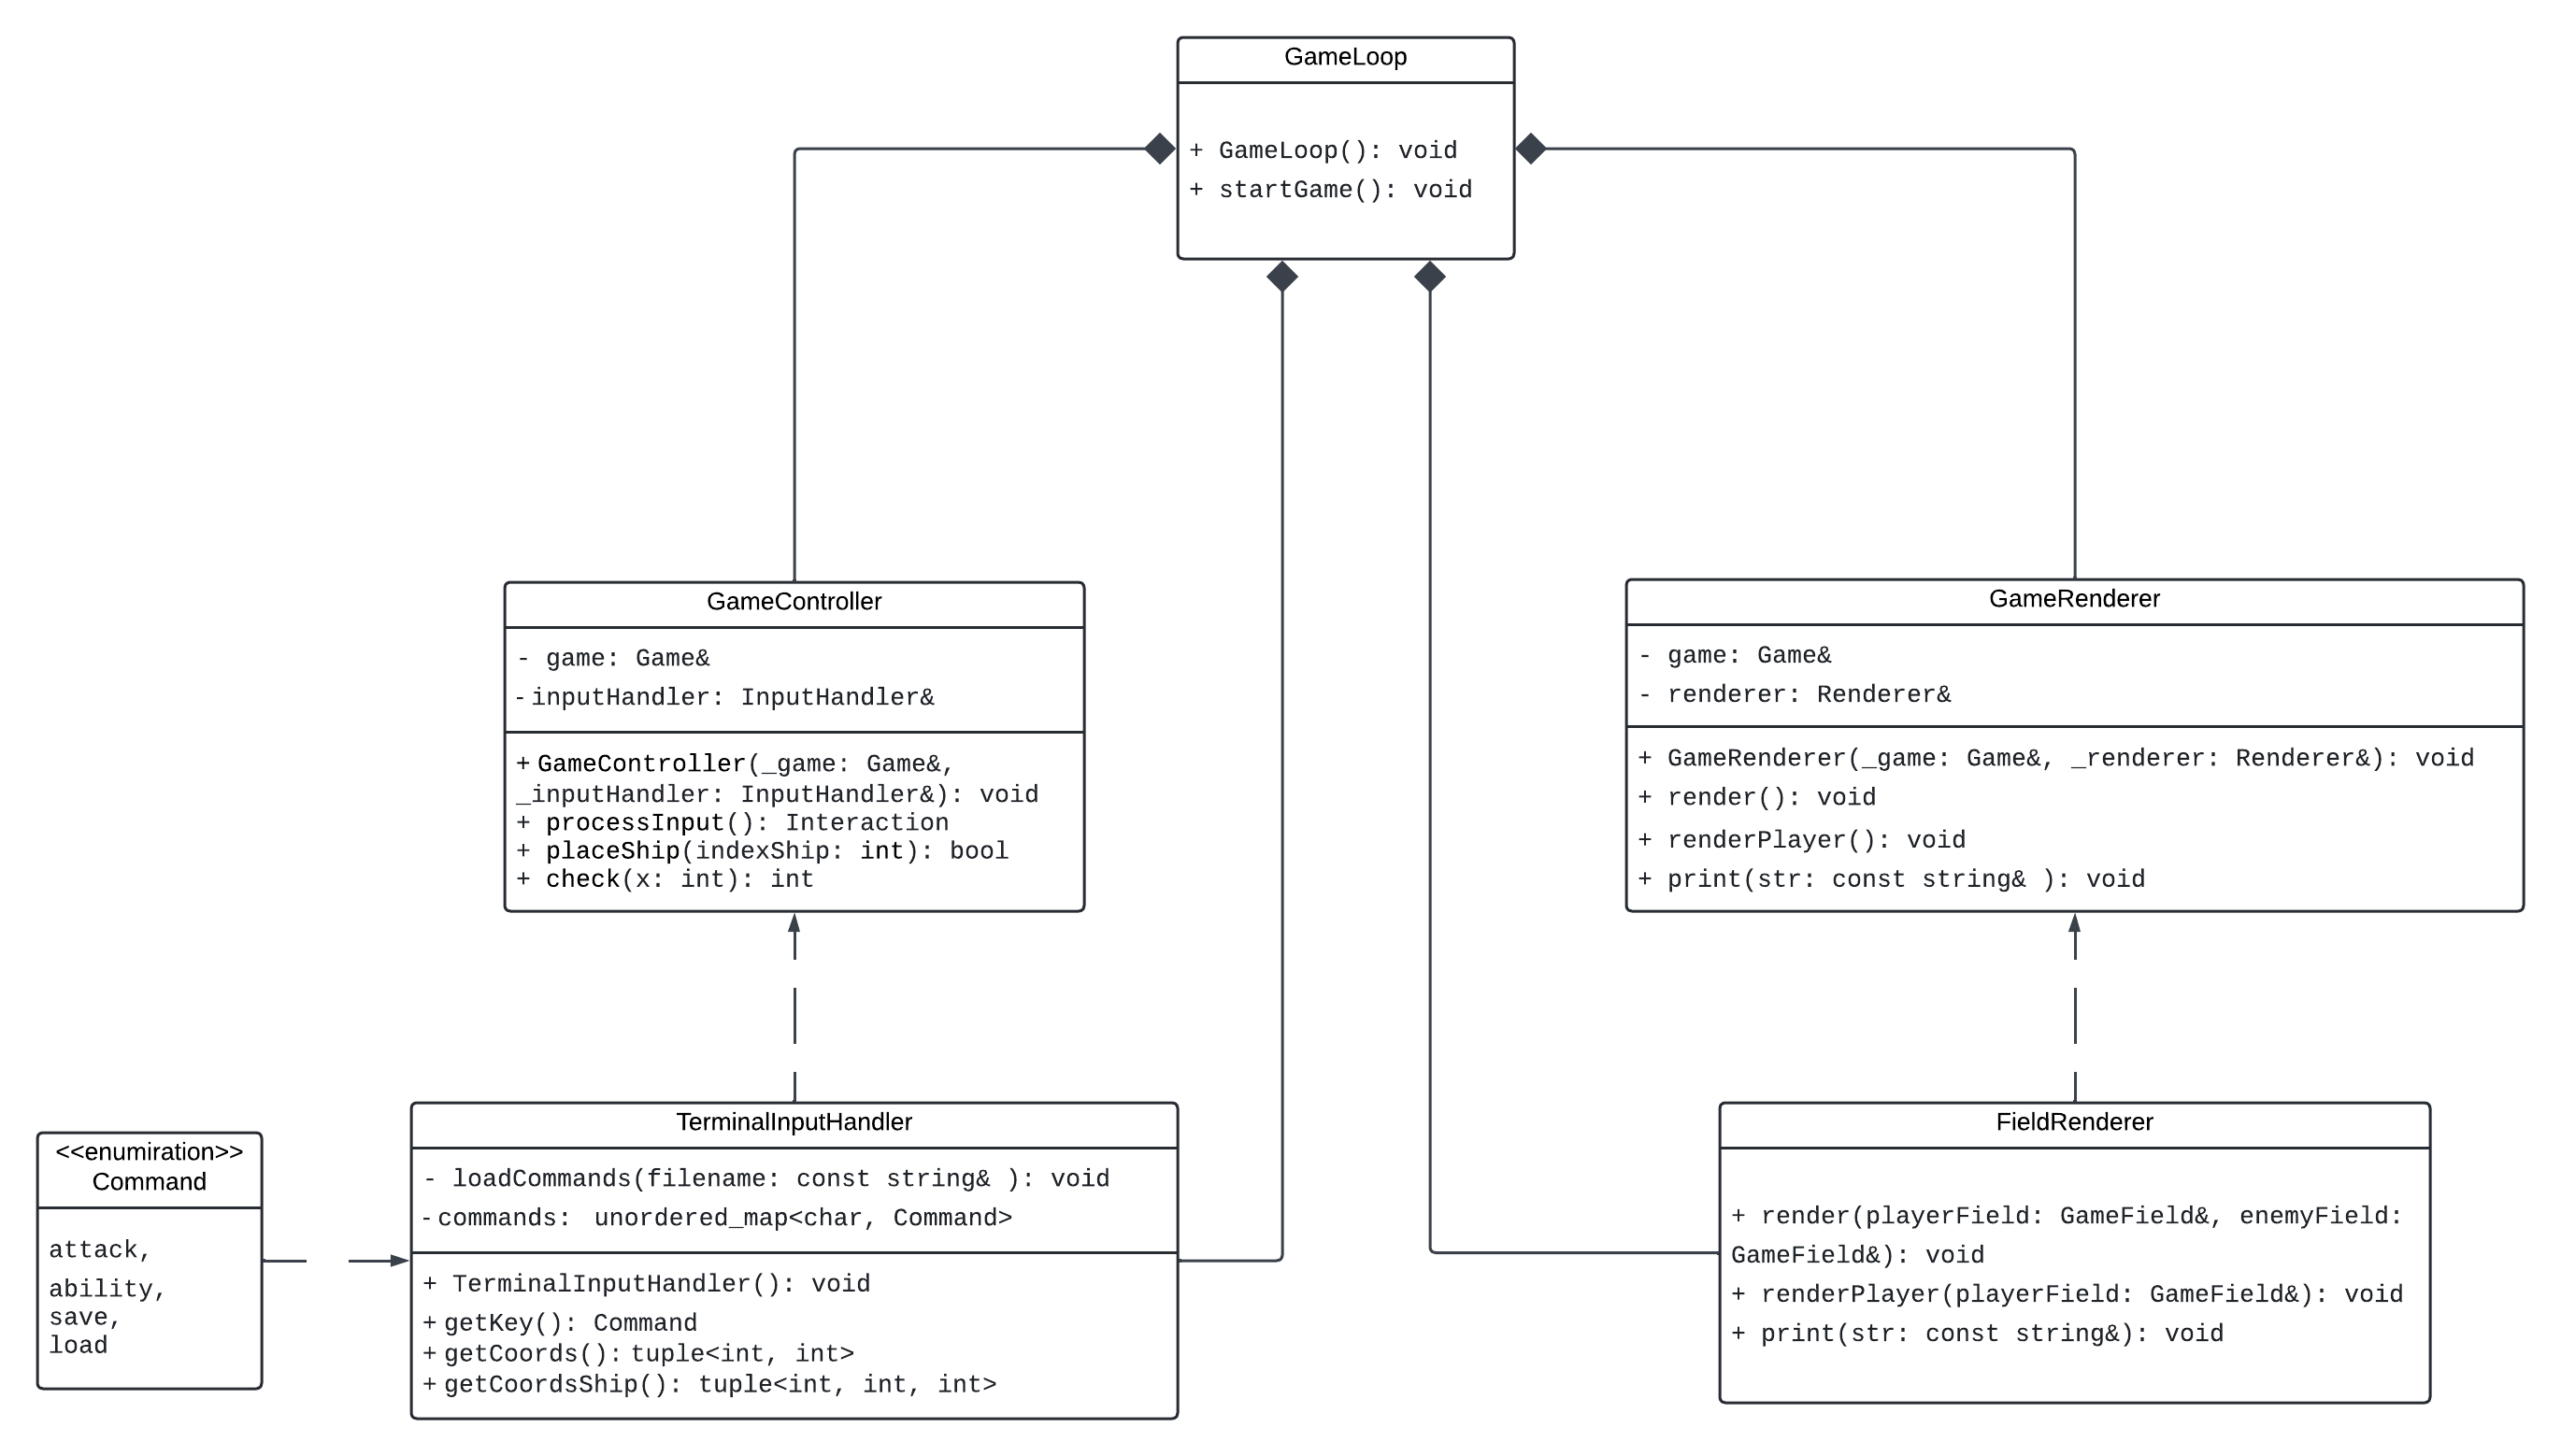 GameLoop
+ GameLoop(): void
+ startGame(): void
GameController
- game: Game&
- inputHandler: InputHandler&
+ GameController(_game: Game&,
_inputHandler: InputHandler&): void
+ processInput(): Interaction
+ placeShip(indexShip: int): bool
+ check(x: int): int
GameRenderer
- game: Game&
- renderer: Renderer&
+ GameRenderer(_game: Game&, _renderer: Renderer&): void
+ render(): void
+ renderPlayer(): void
+ print(str: const string& ): void
<<enumiration>>
Command
attack,
ability,
save,
load
TerminalInputHandler
- loadCommands(filename: const string& ): void
- commands: unordered_map<char, Command>
+ TerminalInputHandler(): void
+ getKey(): Command
+ getCoords(): tuple<int, int>
+ getCoordsShip(): tuple<int, int, int>
FieldRenderer
+ render(playerField: GameField&, enemyField:
GameField&): void
+ renderPlayer(playerField: GameField&): void
+ print(str: const string&): void